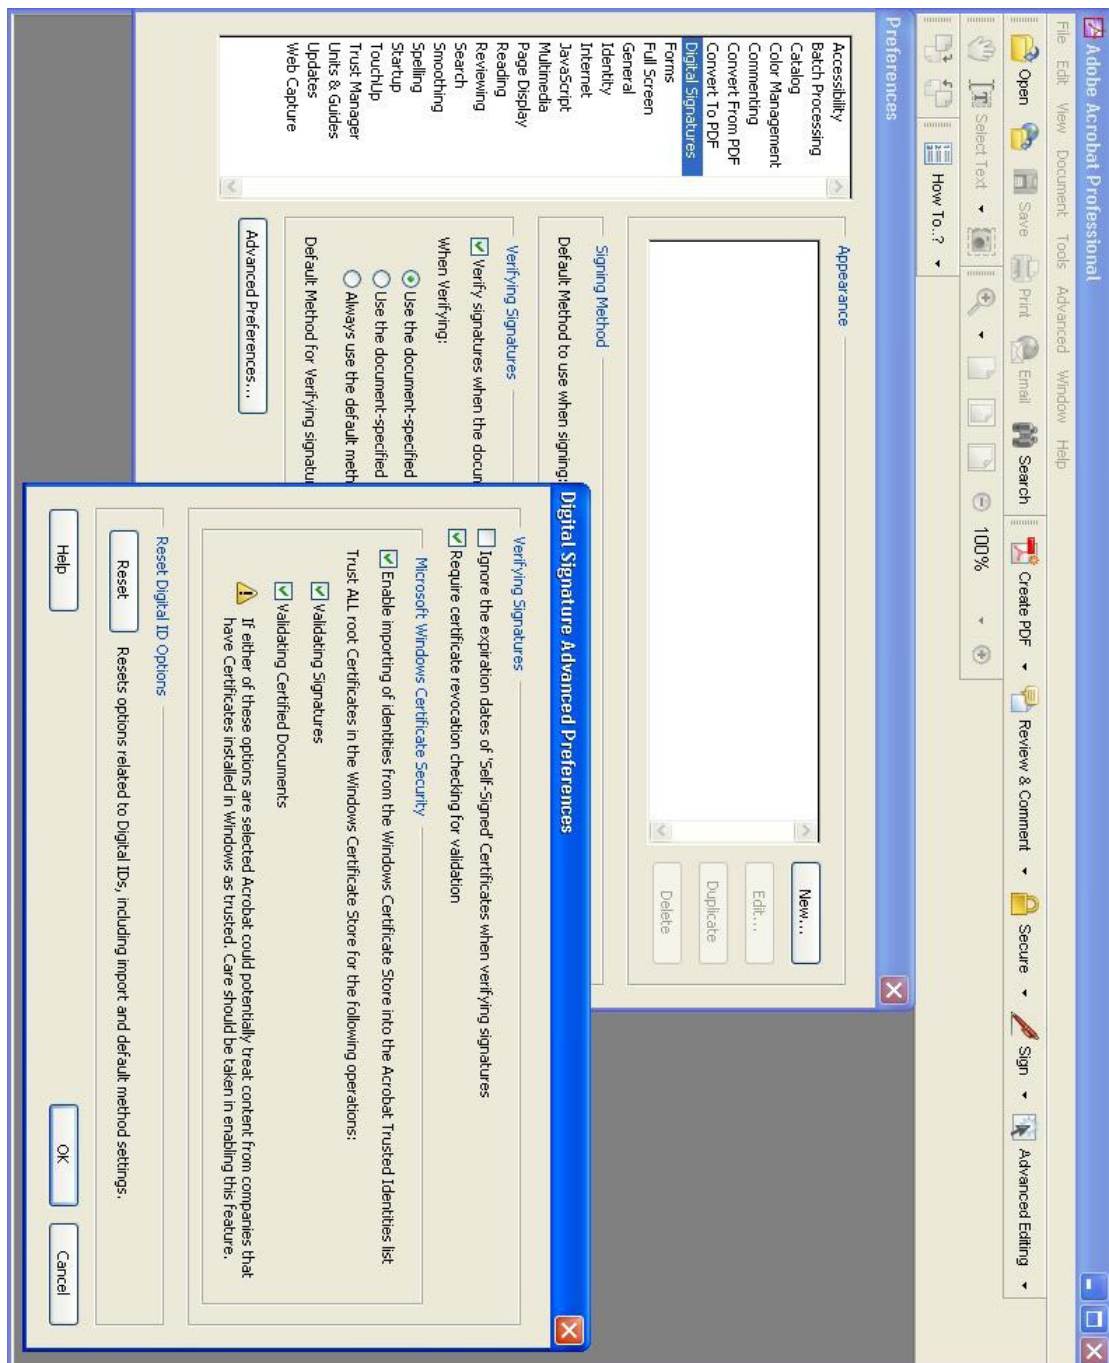 Adobe Acrobat Professional
File Edit View Document Tools Advanced Window Help
Open Save Print Email Search Create PDF Review & Comment Secure Sign Advanced Editing
Select Text 100%
How To..?
Preferences
Accessibility
Batch Processing
Catalog
Color Management
Commenting
Convert From PDF
Convert To PDF
Digital Signatures
Forms
Full Screen
General
Identity
Internet
JavaScript
Multimedia
Page Display
Reading
Reviewing
Search
Smoothing
Spelling
Startup
TouchUp
Trust Manager
Units & Guides
Updates
Web Capture
Appearance
New...
Edit...
Duplicate
Delete
Signing Method
Default Method to use when signing:
Verifying Signatures
Verify signatures when the docum
When Verifying:
Use the document-specified
Use the document-specified
Always use the default meth
Default Method for Verifying signatu
Advanced Preferences...
Digital Signature Advanced Preferences
Verifying Signatures
Ignore the expiration dates of 'Self-Signed' Certificates when verifying signatures
Require certificate revocation checking for validation
Microsoft Windows Certificate Security
Enable importing of identities from the Windows Certificate Store into the Acrobat Trusted Identities list
Trust ALL root Certificates in the Windows Certificate Store for the following operations:
Validating Signatures
Validating Certified Documents
If either of these options are selected Acrobat could potentially treat content from companies that
have Certificates installed in Windows as trusted. Care should be taken in enabling this feature.
Reset Digital ID Options
Reset Resets options related to Digital IDs, including import and default method settings.
Help OK Cancel